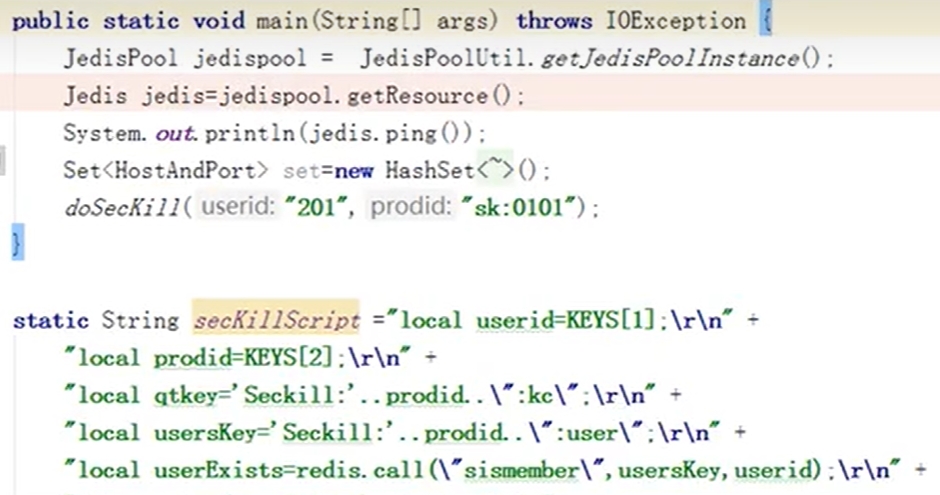 public static void main(String[] args) throws IOException {
JedisPool jedispool =  JedisPoolUtil.getJedisPoolInstance();
Jedis jedis=jedispool.getResource();
System.out.println(jedis.ping());
Set<HostAndPort> set=new HashSet<~>();
doSecKill( userid: "201", prodid: "sk:0101");
}
static String secKillScript ="local userid=KEYS[1];\r\n" +
"local prodid=KEYS[2];\r\n" +
"local qtkey='Seckill:'..prodid..\":kc\";\r\n" +
"local usersKey='Seckill:'..prodid..\":user\";\r\n" +
"local userExists=redis.call(\"sismember\",usersKey,userid);\r\n" +